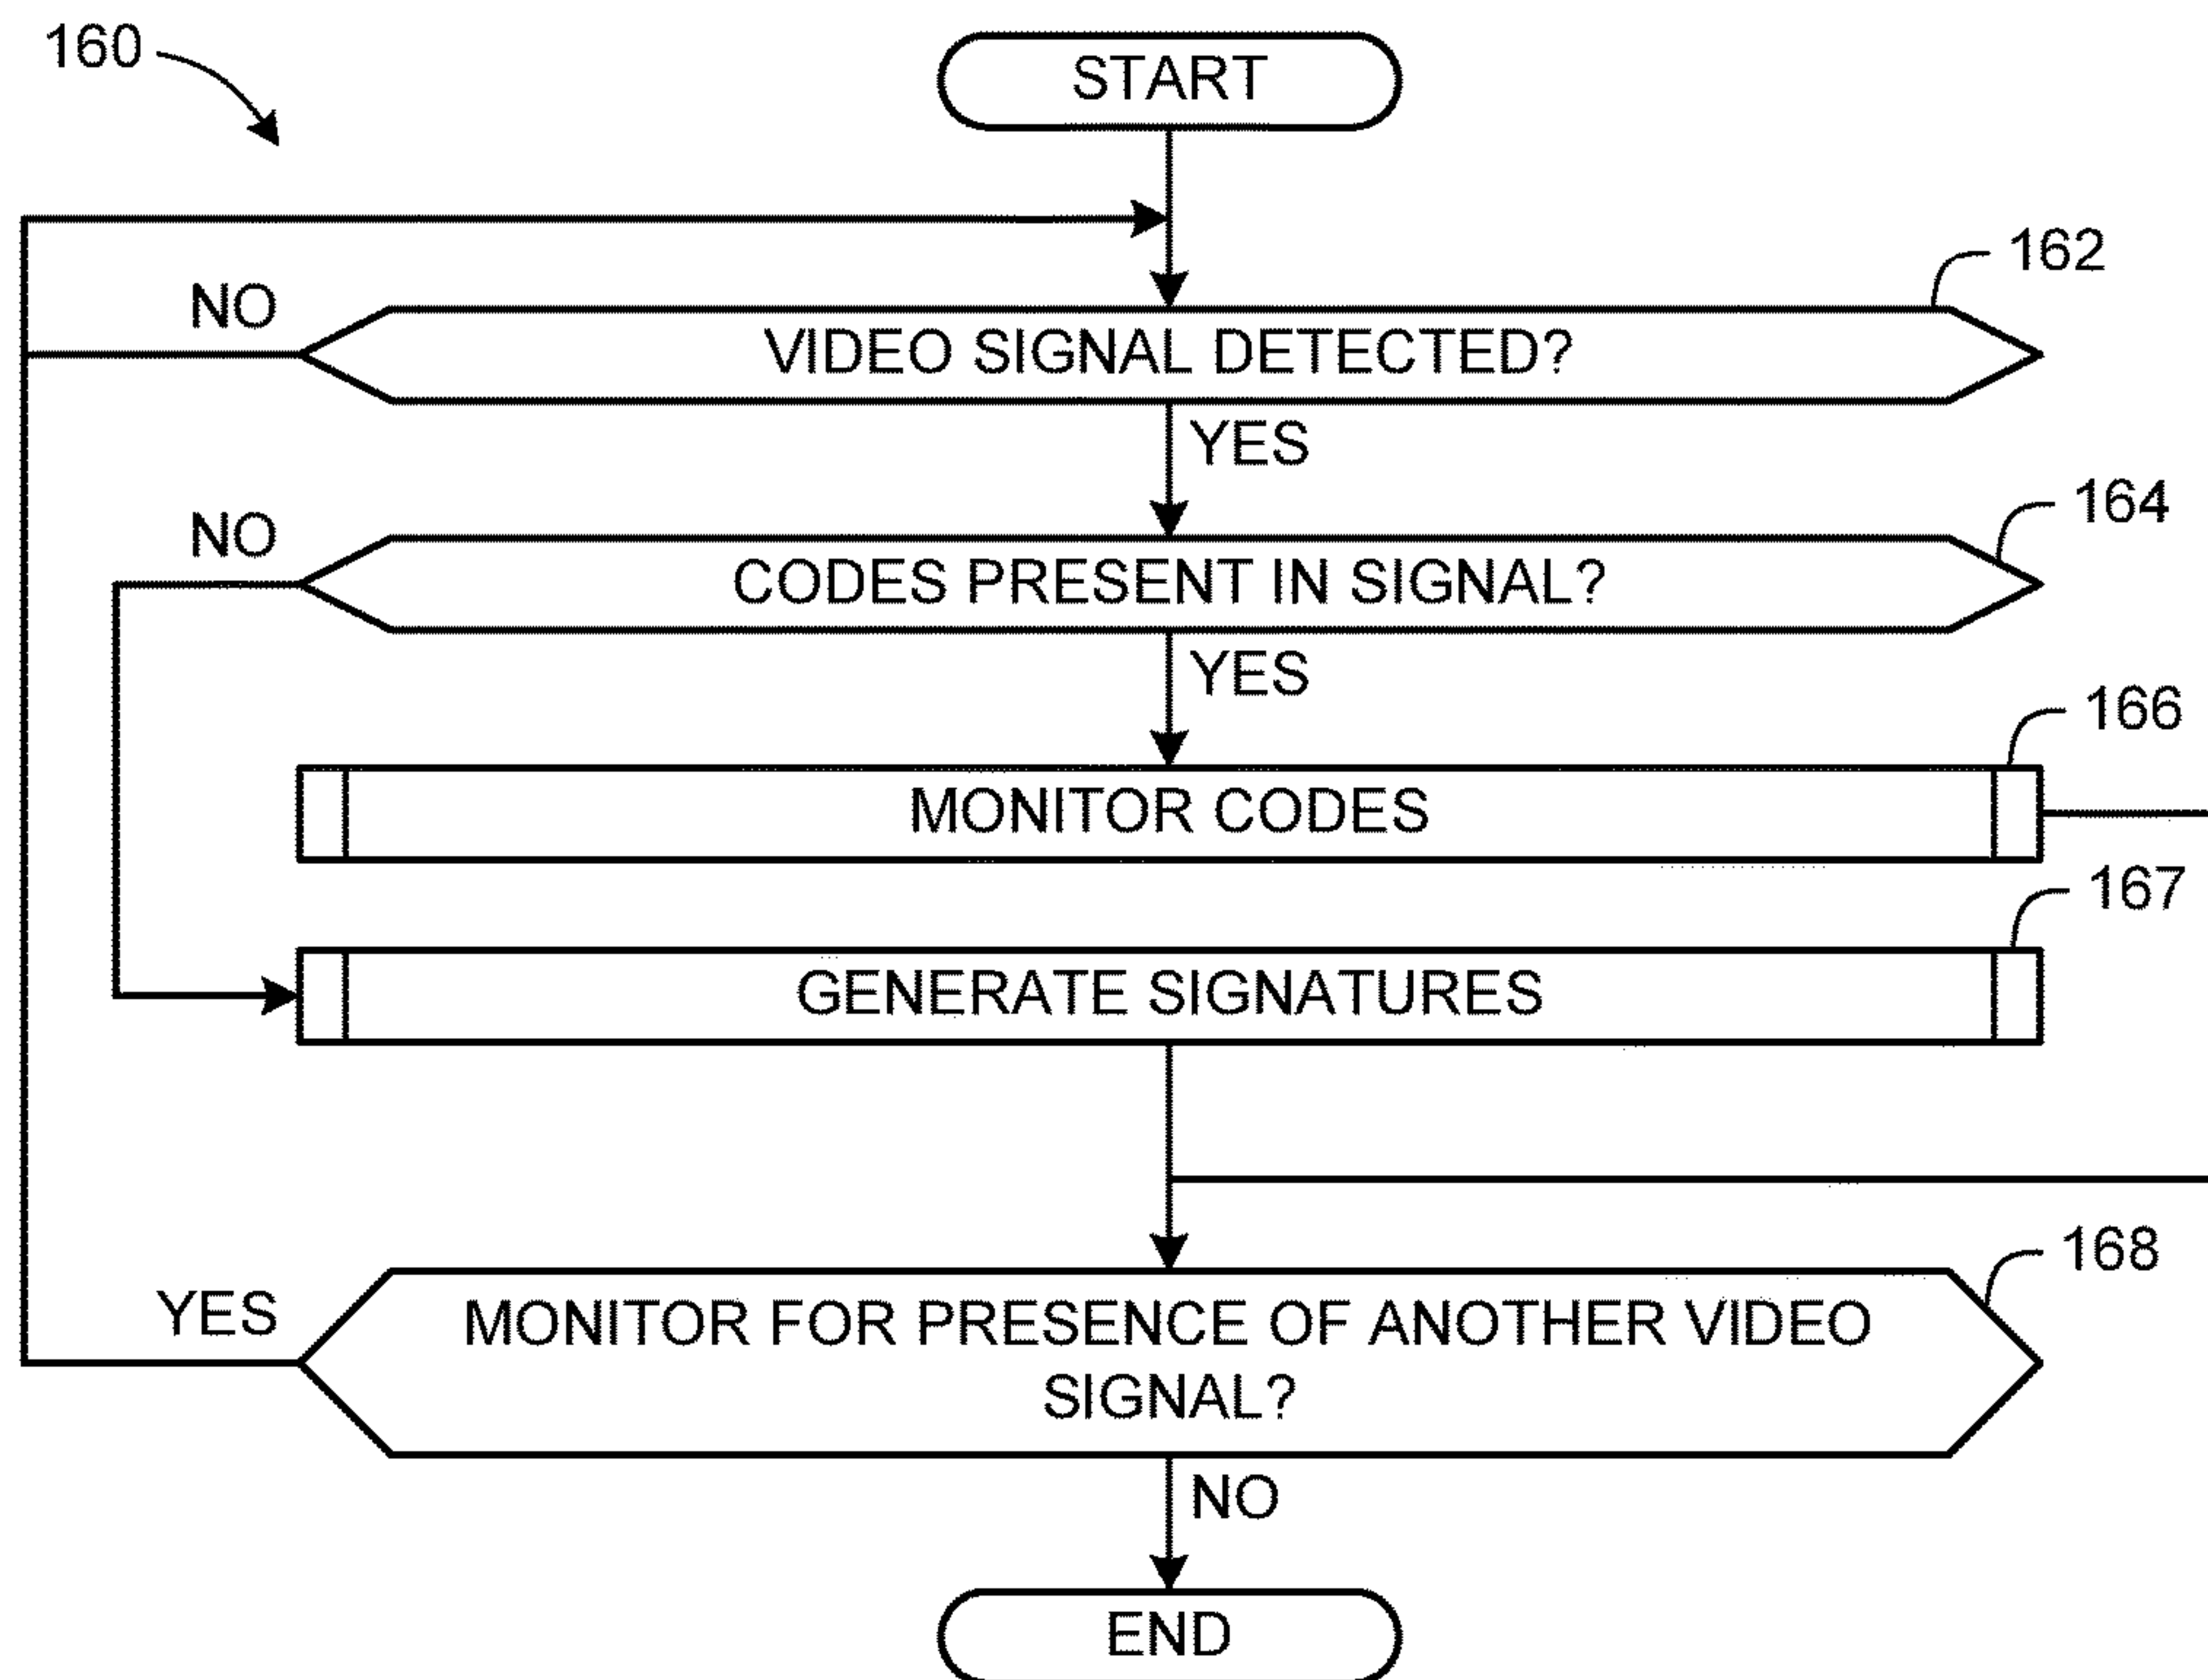 160
START
162
NO
VIDEO SIGNAL DETECTED?
YES
164
NO
CODES PRESENT IN SIGNAL?
YES
166
MONITOR CODES
167
GENERATE SIGNATURES
168
YES
MONITOR FOR PRESENCE OF ANOTHER VIDEO
SIGNAL?
NO
END